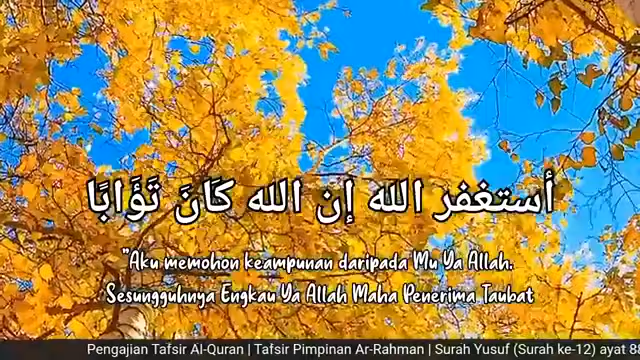 أستغفر الله إن الله كَانَ تَوَّابًا
"Aku memohon keampunan daripada Mu Ya Allah.
Sesungguhnya Engkau Ya Allah Maha Penerima Taubat
Pengajian Tafsir Al-Quran | Tafsir Pimpinan Ar-Rahman | Surah Yusuf (Surah ke-12) ayat 8